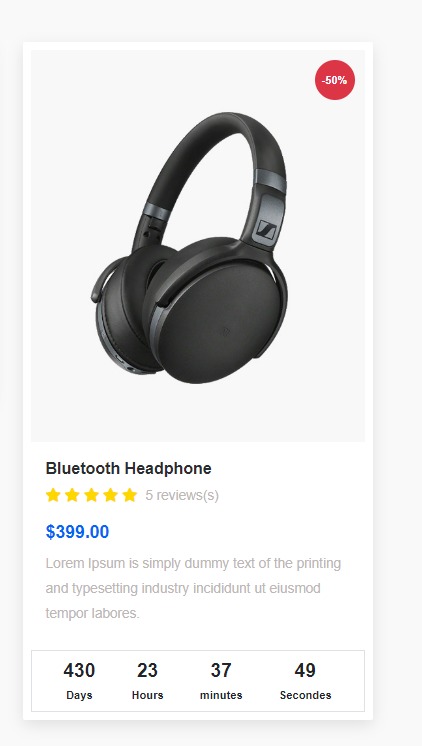 -50%
Bluetooth Headphone
5 reviews(s)
$399.00
Lorem Ipsum is simply dummy text of the printing
and typesetting industry incididunt ut eiusmod
tempor labores.
430 23 37 49
Days Hours minutes Secondes